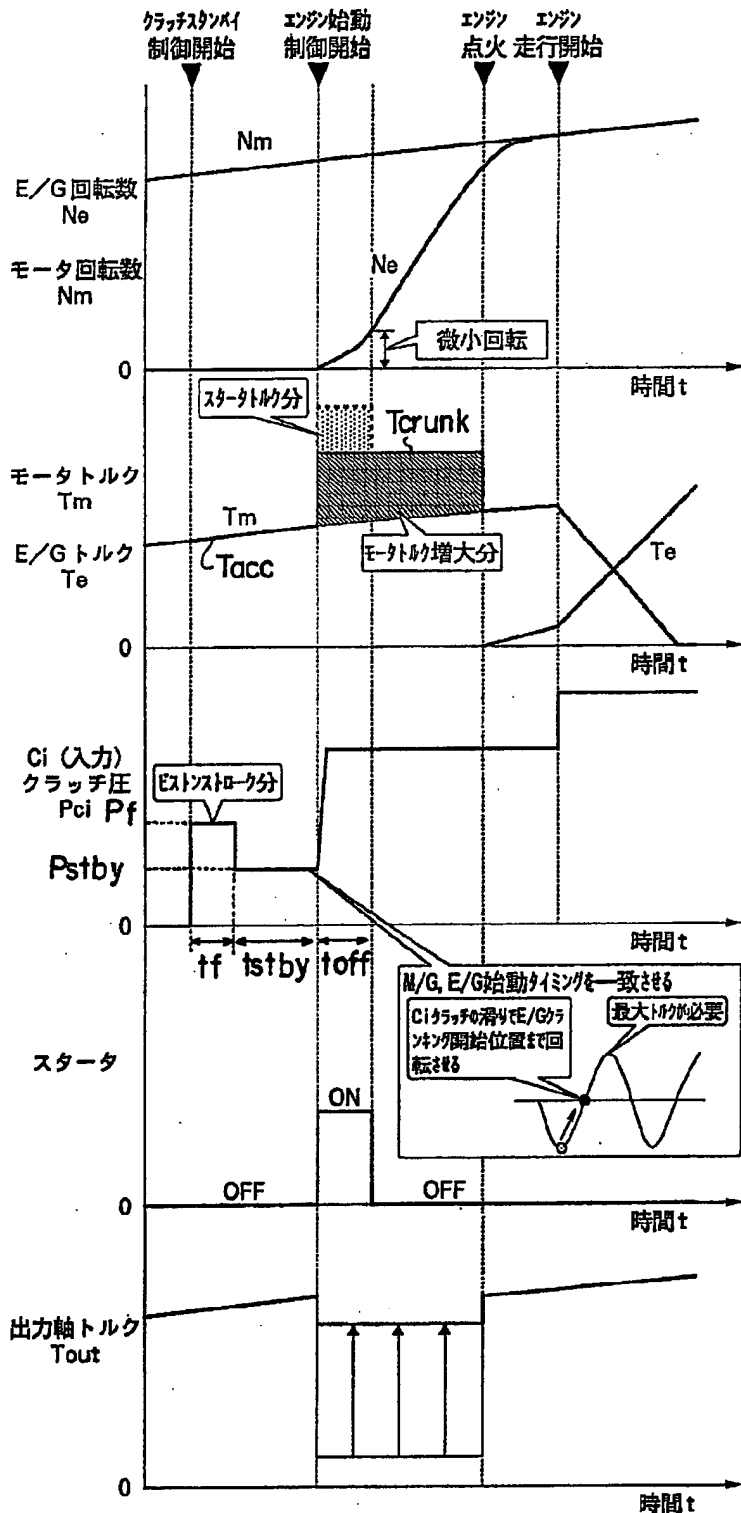 クラッチスタンバイ
制御開始
エンジン始動
制御開始
エンジン
点火
エンジン
走行開始
Nm
E/G回転数
Ne
モータ回転数
Nm
Ne
微小回転
0
時間t
スタータトルク分
Tcrunk
モータトルク
Tm
Tm
Tacc
モータトルク増大分
E/Gトルク
Te
Te
0
時間t
Ci(入力)
クラッチ圧
Pci
Pf
ピストンストローク分
Pstby
0
時間t
tf
tstby
toff
M/G, E/G始動タイミングを一致させる
Ciクラッチの滑りでE/Gクラ
ンキング開始位置まで回
転させる
最大トルクが必要
スタータ
ON
OFF
OFF
0
時間t
出力軸トルク
Tout
0
時間t